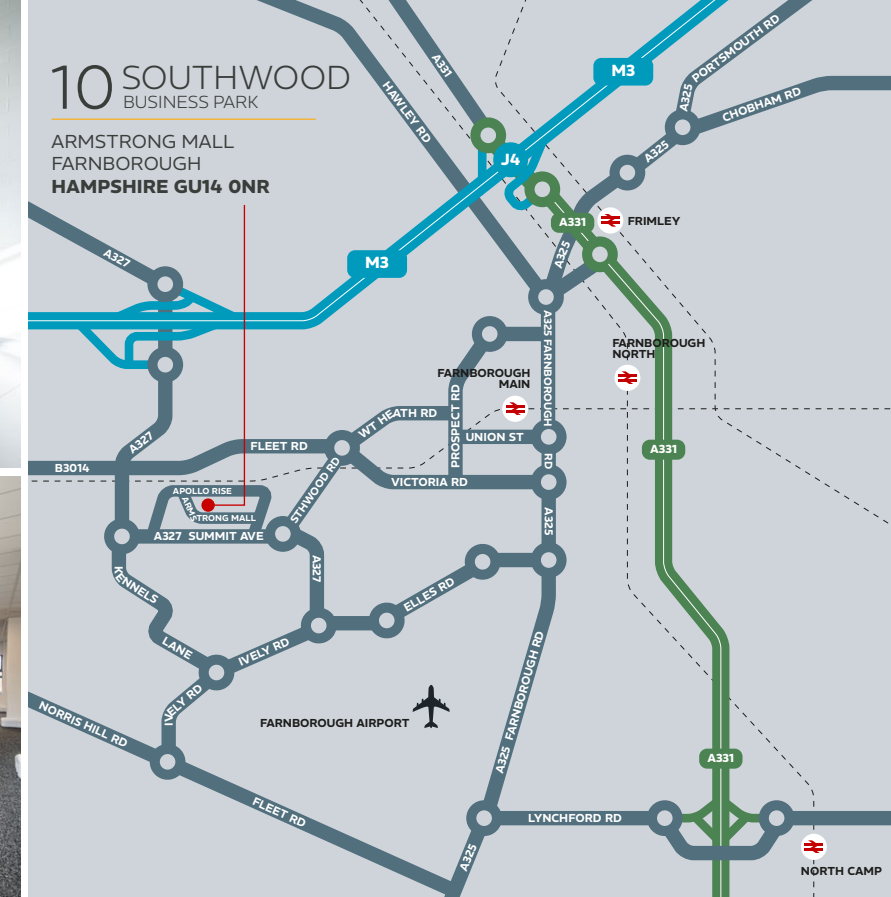 10 SOUTHWOOD
BUSINESS PARK
ARMSTRONG MALL
FARNBOROUGH
HAMPSHIRE GU14 0NR
A331
HAWLEY RD
M3
A325 PORTSMOUTH RD
CHOBHAM RD
A325
J4
A331
FRIMLEY
A325
M3
A327
A325 FARNBOROUGH RD
FARNBOROUGH
NORTH
FARNBOROUGH
MAIN
PROSPECT RD
WT HEATH RD
UNION ST
FLEET RD
A327
B3014
VICTORIA RD
STHWOOD RD
A331
APOLLO RISE
ARMSTRONG MALL
A327 SUMMIT AVE
A325
A327
KENNELS
LANE
ELLES RD
IVELY RD
IVELY RD
NORRIS HILL RD
FARNBOROUGH AIRPORT
A325 FARNBOROUGH RD
A331
FLEET RD
LYNCHFORD RD
A325
NORTH CAMP